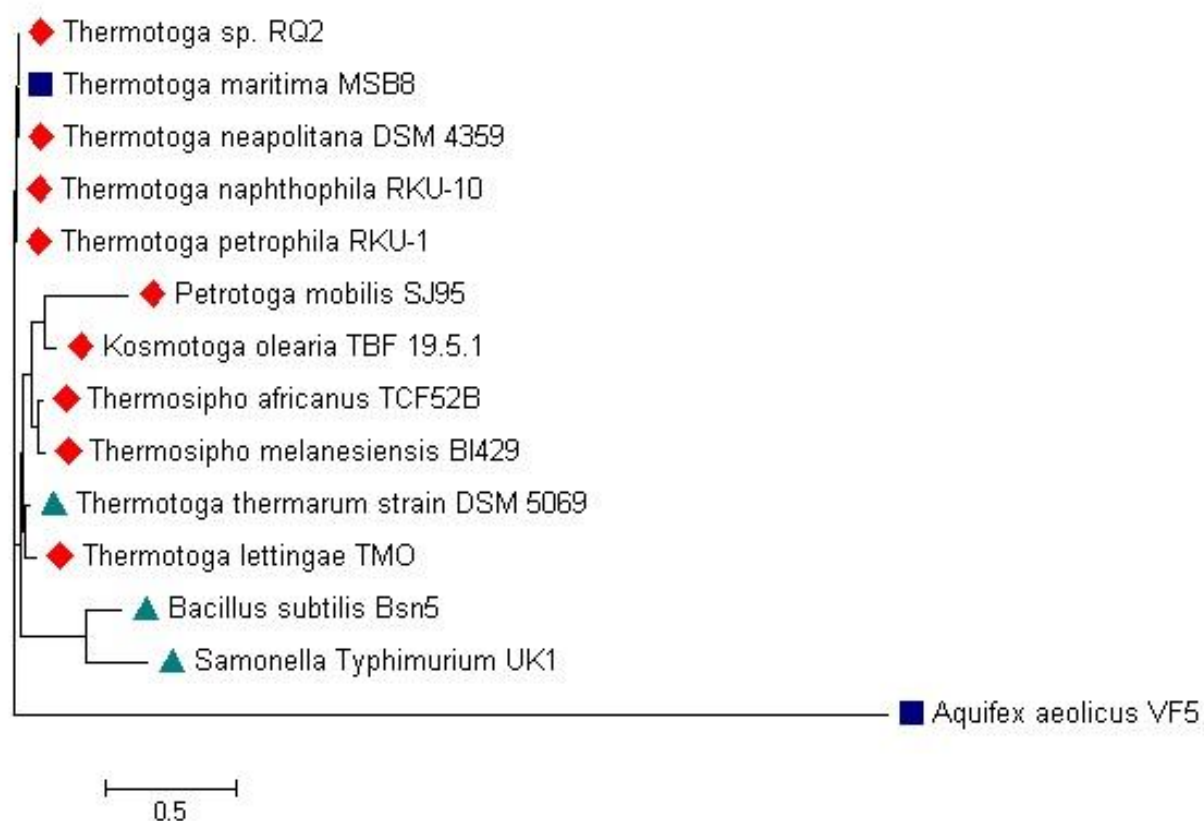 Thermotoga sp. RQ2
Thermotoga maritima MSB8
Thermotoga neapolitana DSM 4359
Thermotoga naphthophila RKU-10
Thermotoga petrophila RKU-1
Petrotoga mobilis SJ95
Kosmotoga olearia TBF 19.5.1
Thermosipho africanus TCF52B
Thermosipho melanesiensis BI429
Thermotoga thermarum strain DSM 5069
Thermotoga lettingae TMO
Bacillus subtilis Bsn5
Samonella Typhimurium UK1
Aquifex aeolicus VF5
0.5